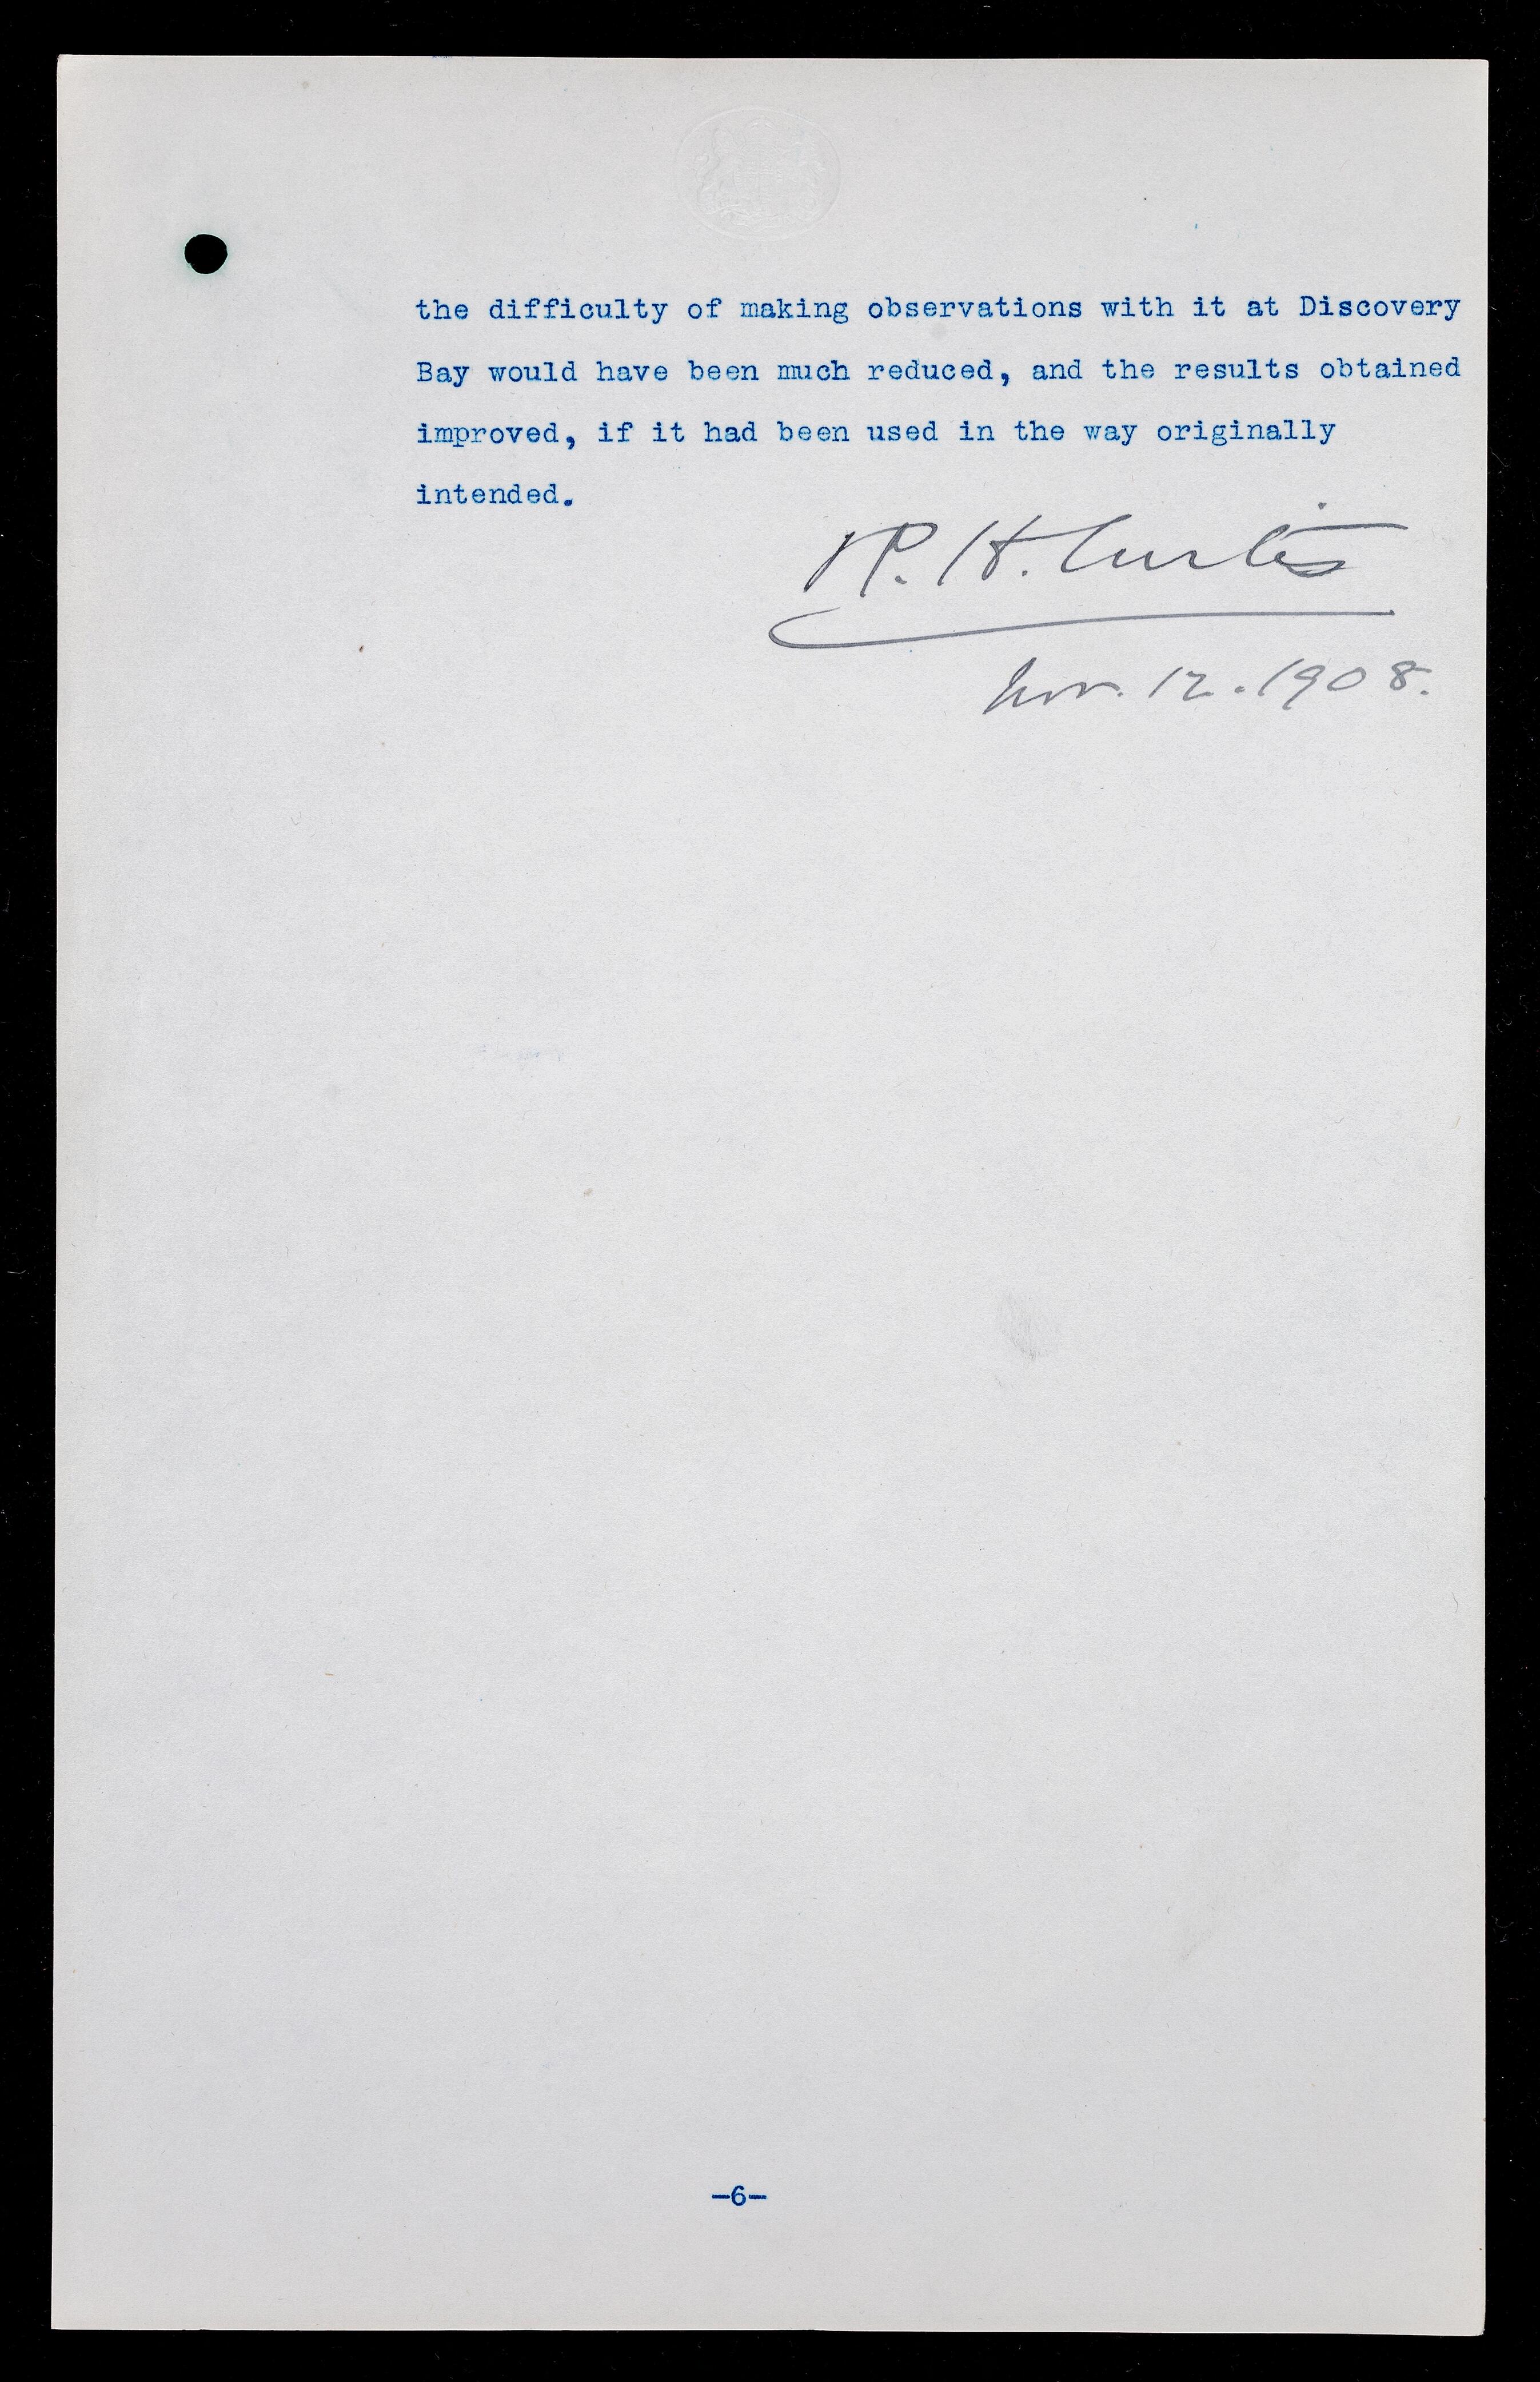 the difficulty of making observations with it at Discovery
Bay would have been much reduced, and the results obtained
improved, if it had been used in the way originally
intended.
R. H. Curtis
Nov. 12. 1908.
-6-